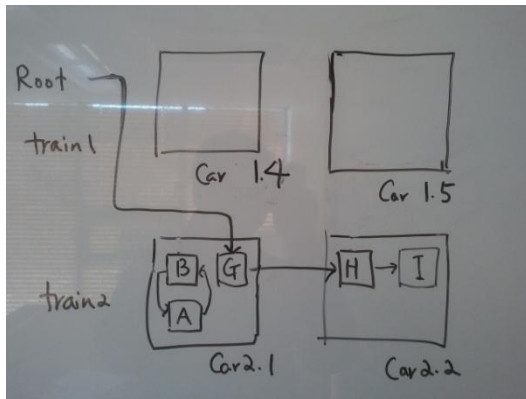 Root
train1
Car 1.4
Car 1.5
train2
B
G
A
H
I
Car2.1
Car2.2